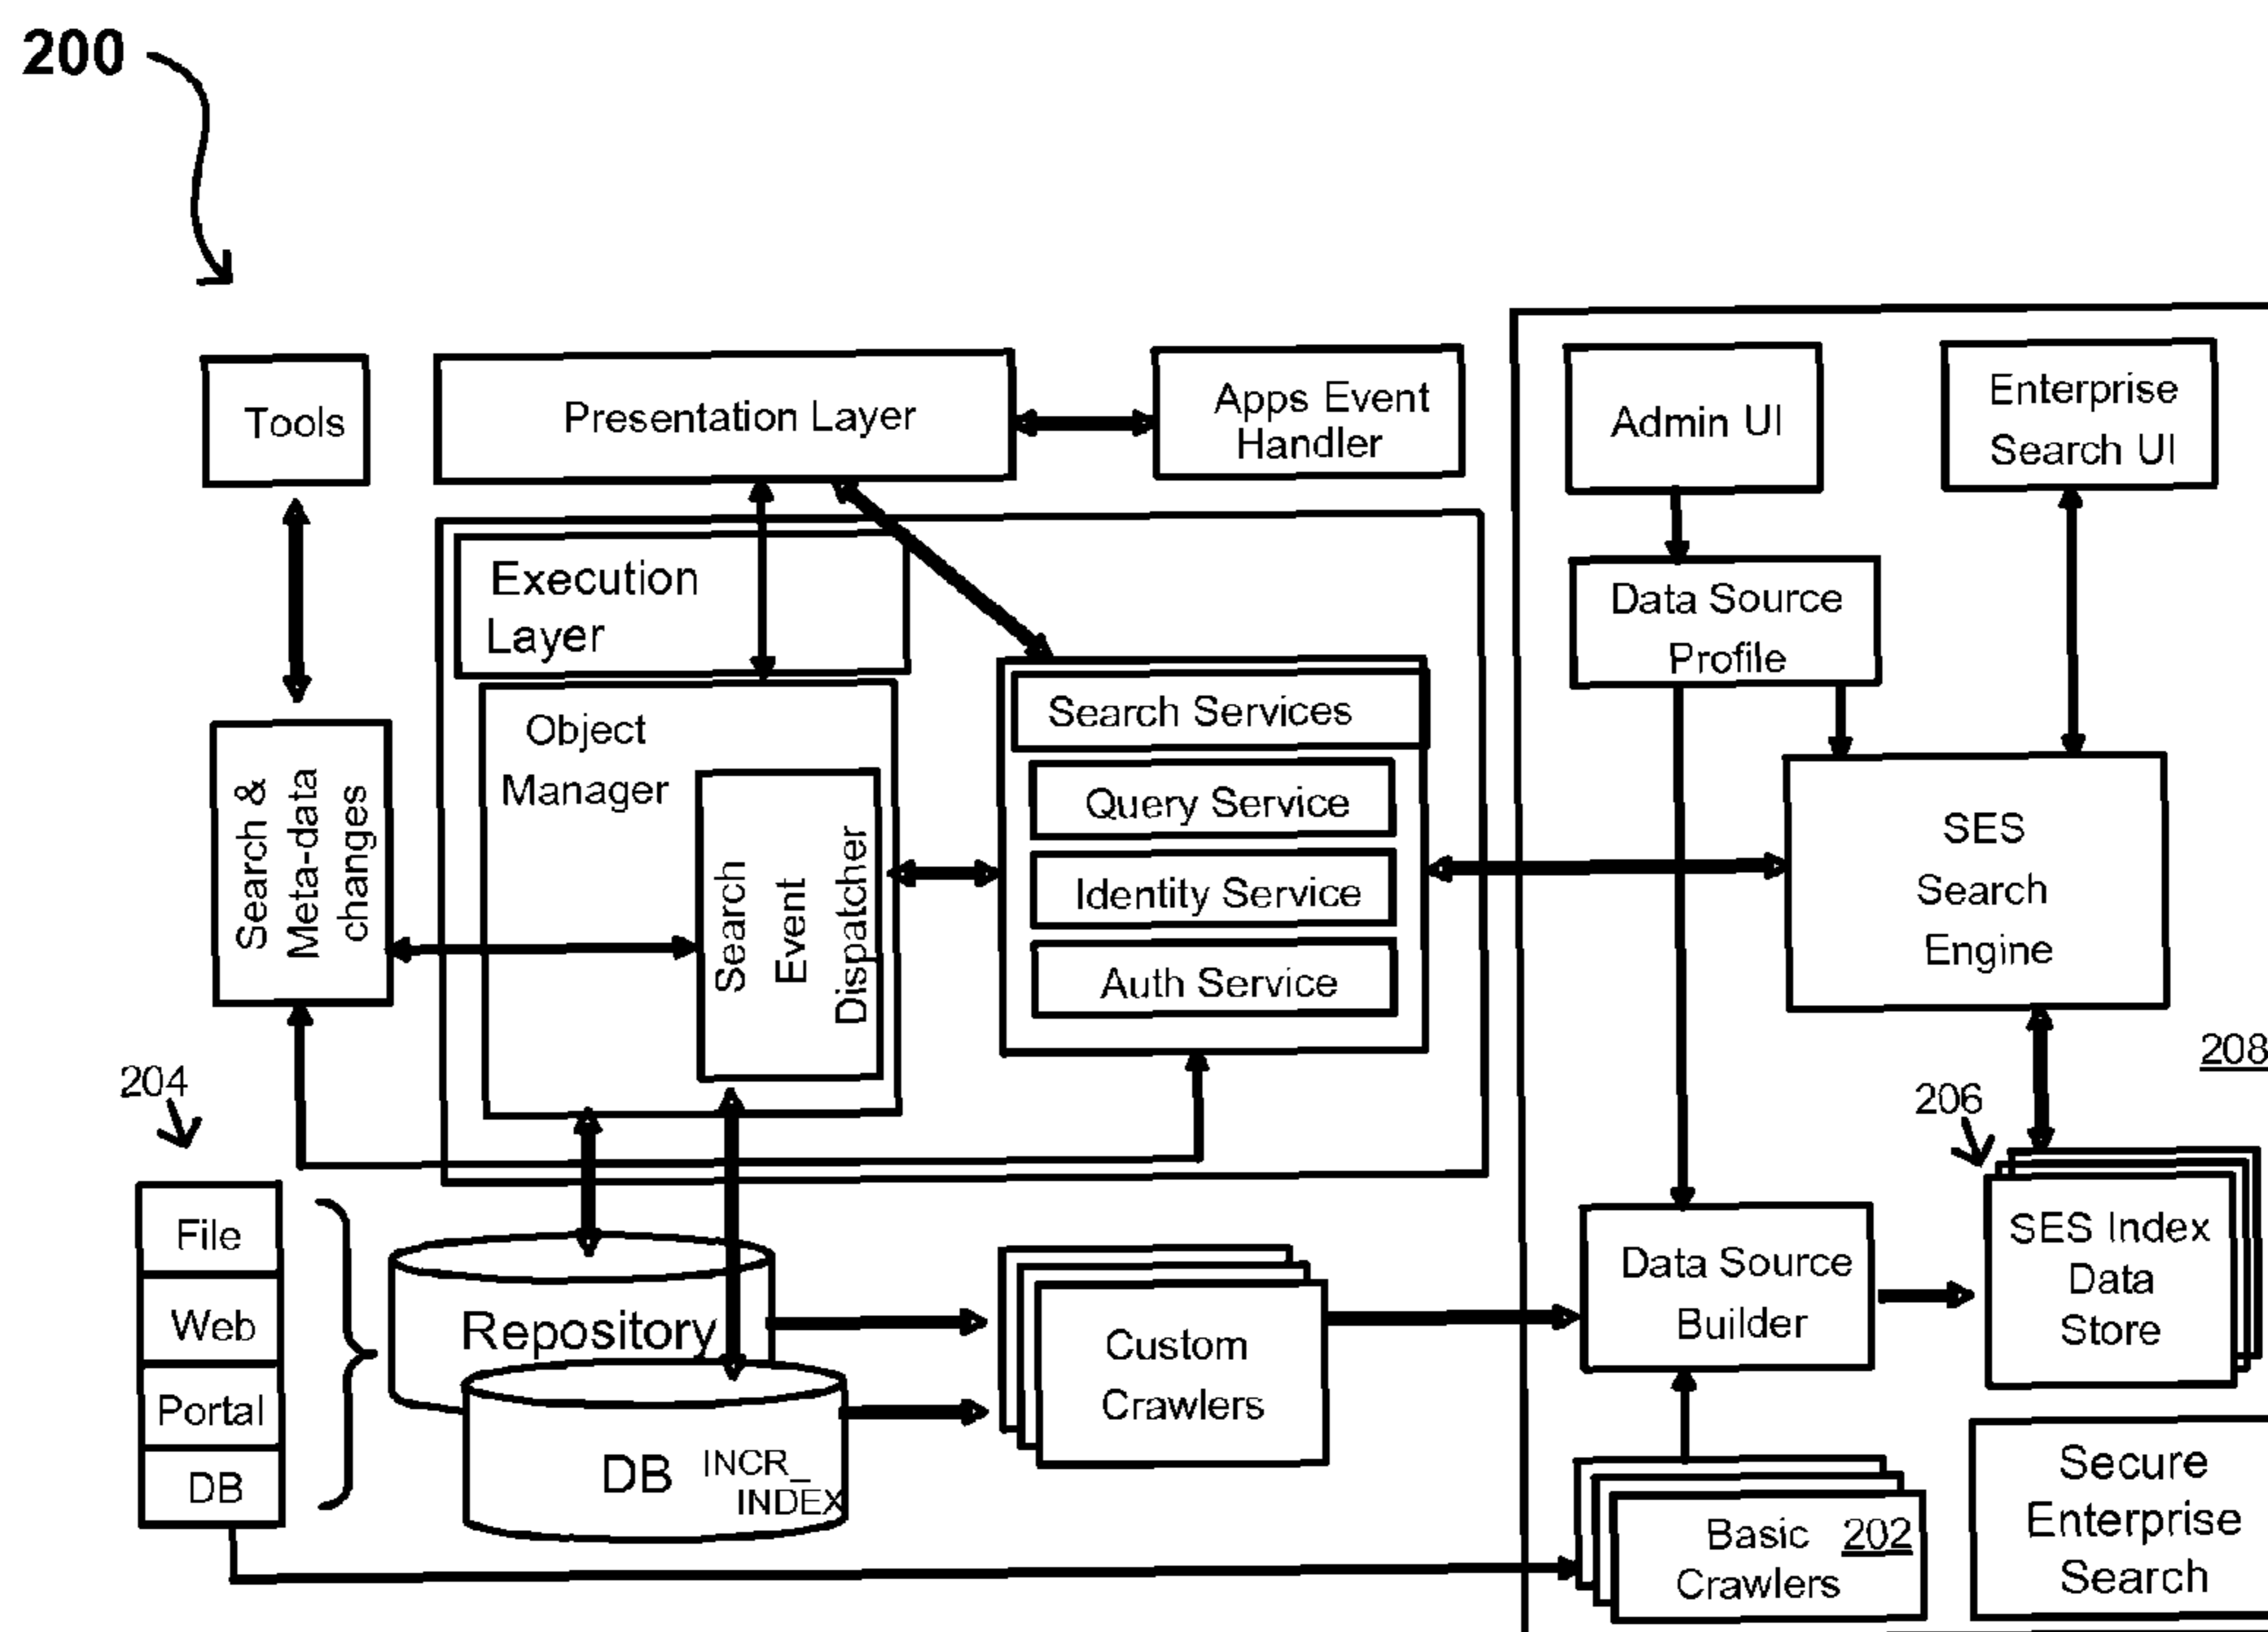 200
Tools
Presentation Layer
Apps Event
Handler
Admin UI
Enterprise
Search UI
Execution
Layer
Data Source
Profile
Object
Manager
Search Services
Query Service
Identity Service
Auth Service
Search &
Meta-data
changes
Search
Event
Dispatcher
SES
Search
Engine
208
204
206
File
Web
Portal
DB
Repository
DB
INCR_
INDEX
Custom
Crawlers
Data Source
Builder
SES Index
Data
Store
Basic 202
Crawlers
Secure
Enterprise
Search